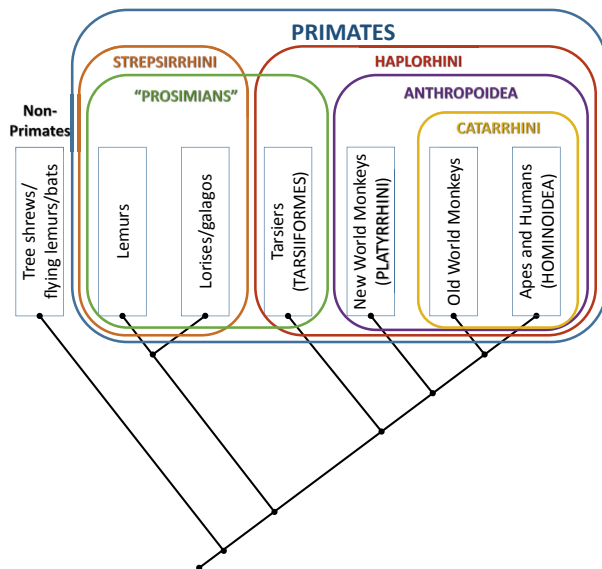 PRIMATES
STREPSIRRHINI
HAPLORHINI
"PROSIMIANS"
ANTHROPOIDEA
Non-
Primates
CATARRHINI
Tree shrews/
flying lemurs/bats
Lemurs
Lorises/galagos
Tarsiers
(TARSIIFORMES)
New World Monkeys
(PLATYRRHINI)
Old World Monkeys
Apes and Humans
(HOMINOIDEA)